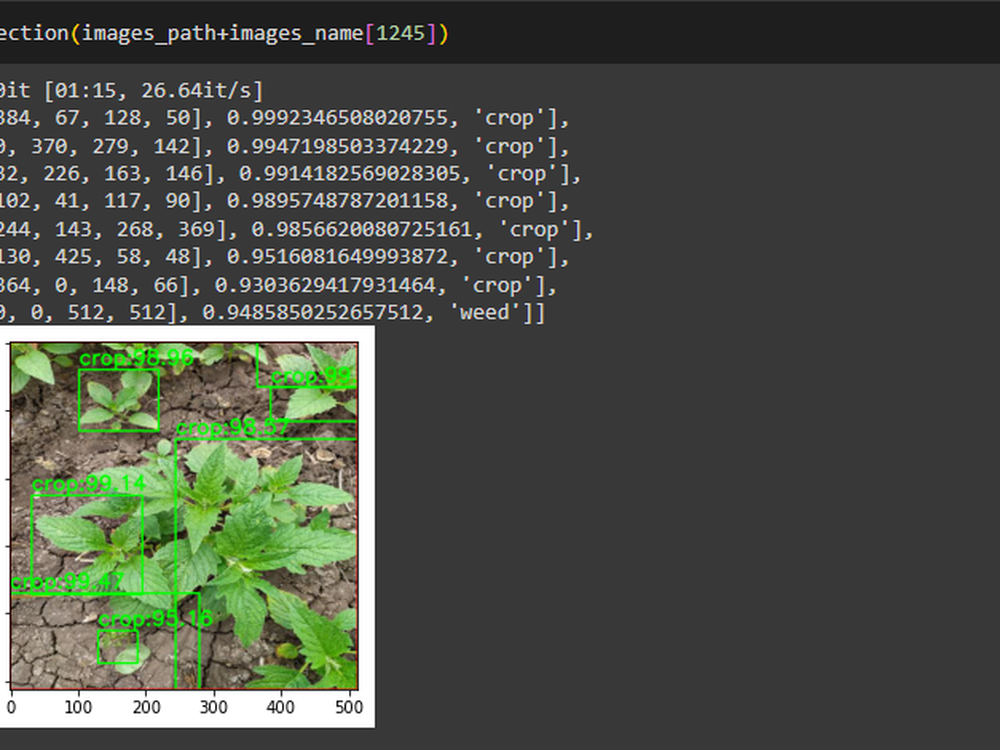 ection(images_path+images_name[1245])
0it [01:15, 26.64it/s]
384, 67, 128, 50], 0.9992346508020755, 'crop'],
0, 370, 279, 142], 0.9947198503374229, 'crop'],
32, 226, 163, 146], 0.9914182569028305, 'crop'],
102, 41, 117, 90], 0.9895748787201158, 'crop'],
244, 143, 268, 369], 0.9856620080725161, 'crop'],
130, 425, 58, 48], 0.9516081649993872, 'crop'],
364, 0, 148, 66], 0.9303629417931464, 'crop'],
0, 0, 512, 512], 0.9485850252657512, 'weed']]
crop:98.96
crop:99
crop:98.57
crop:99.14
crop:99.47
crop:95.16
0 100 200 300 400 500